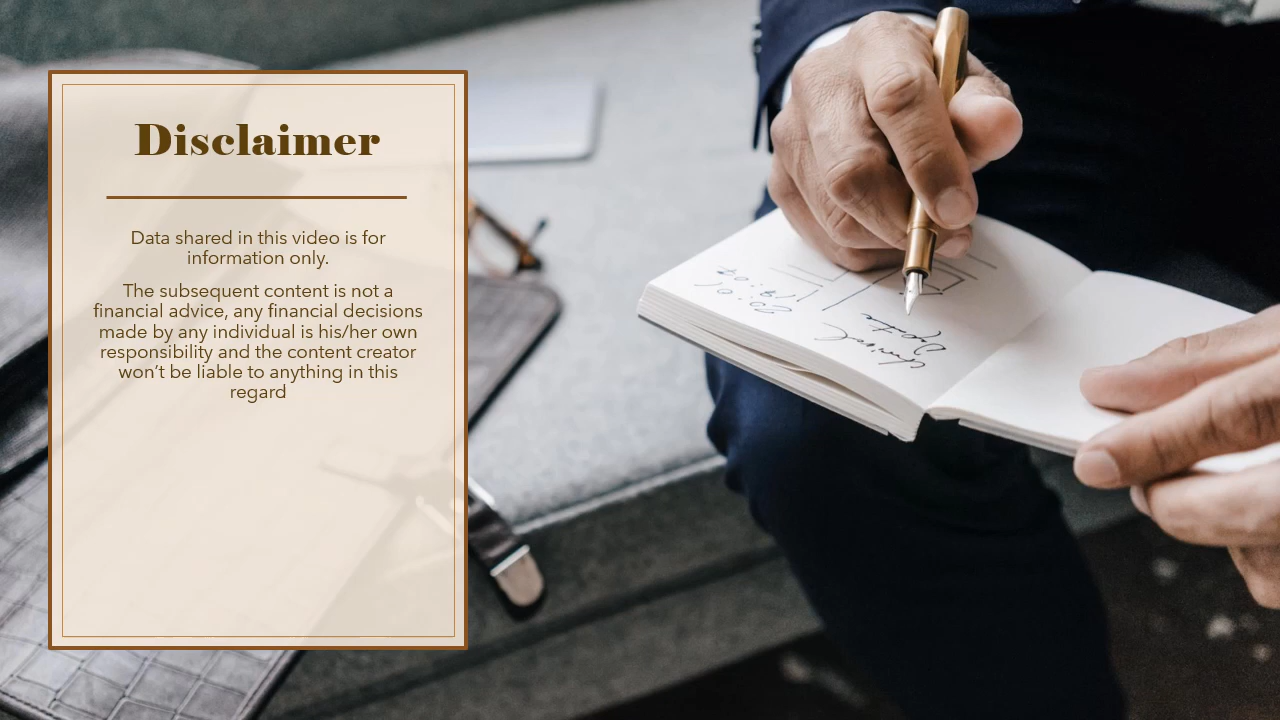 Disclaimer
Data shared in this video is for
information only.
The subsequent content is not a
financial advice, any financial decisions
made by any individual is his/her own
responsibility and the content creator
won’t be liable to anything in this
regard